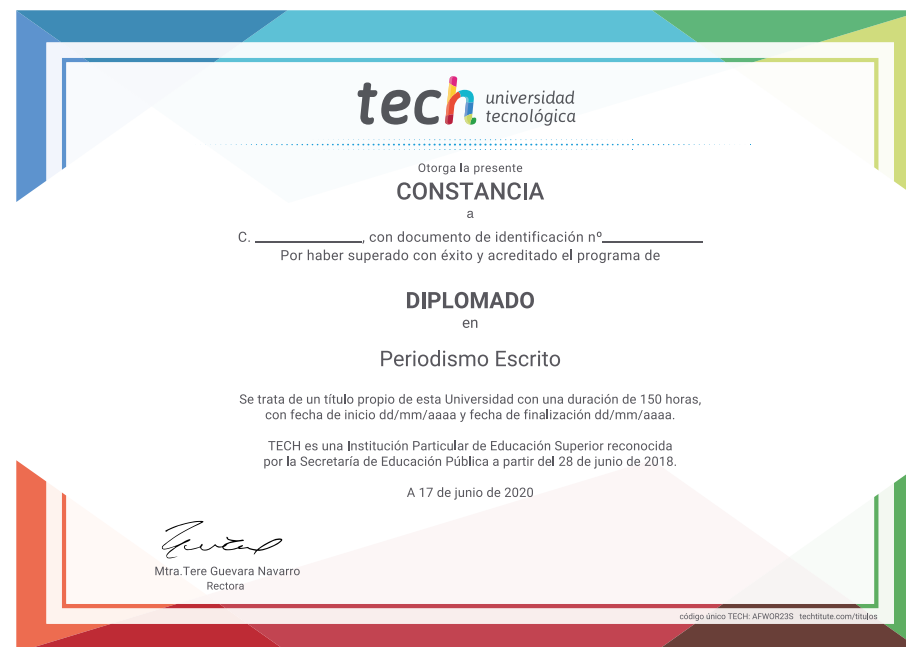 tech universidad
tecnológica
Otorga la presente
CONSTANCIA
a
C. ______________, con documento de identificación nº_____________
Por haber superado con éxito y acreditado el programa de
DIPLOMADO
en
Periodismo Escrito
Se trata de un título propio de esta Universidad con una duración de 150 horas,
con fecha de inicio dd/mm/aaaa y fecha de finalización dd/mm/aaaa.
TECH es una Institución Particular de Educación Superior reconocida
por la Secretaría de Educación Pública a partir del 28 de junio de 2018.
A 17 de junio de 2020
Mtra.Tere Guevara Navarro
Rectora
código único TECH: AFWOR23S techtitute.com/titulos